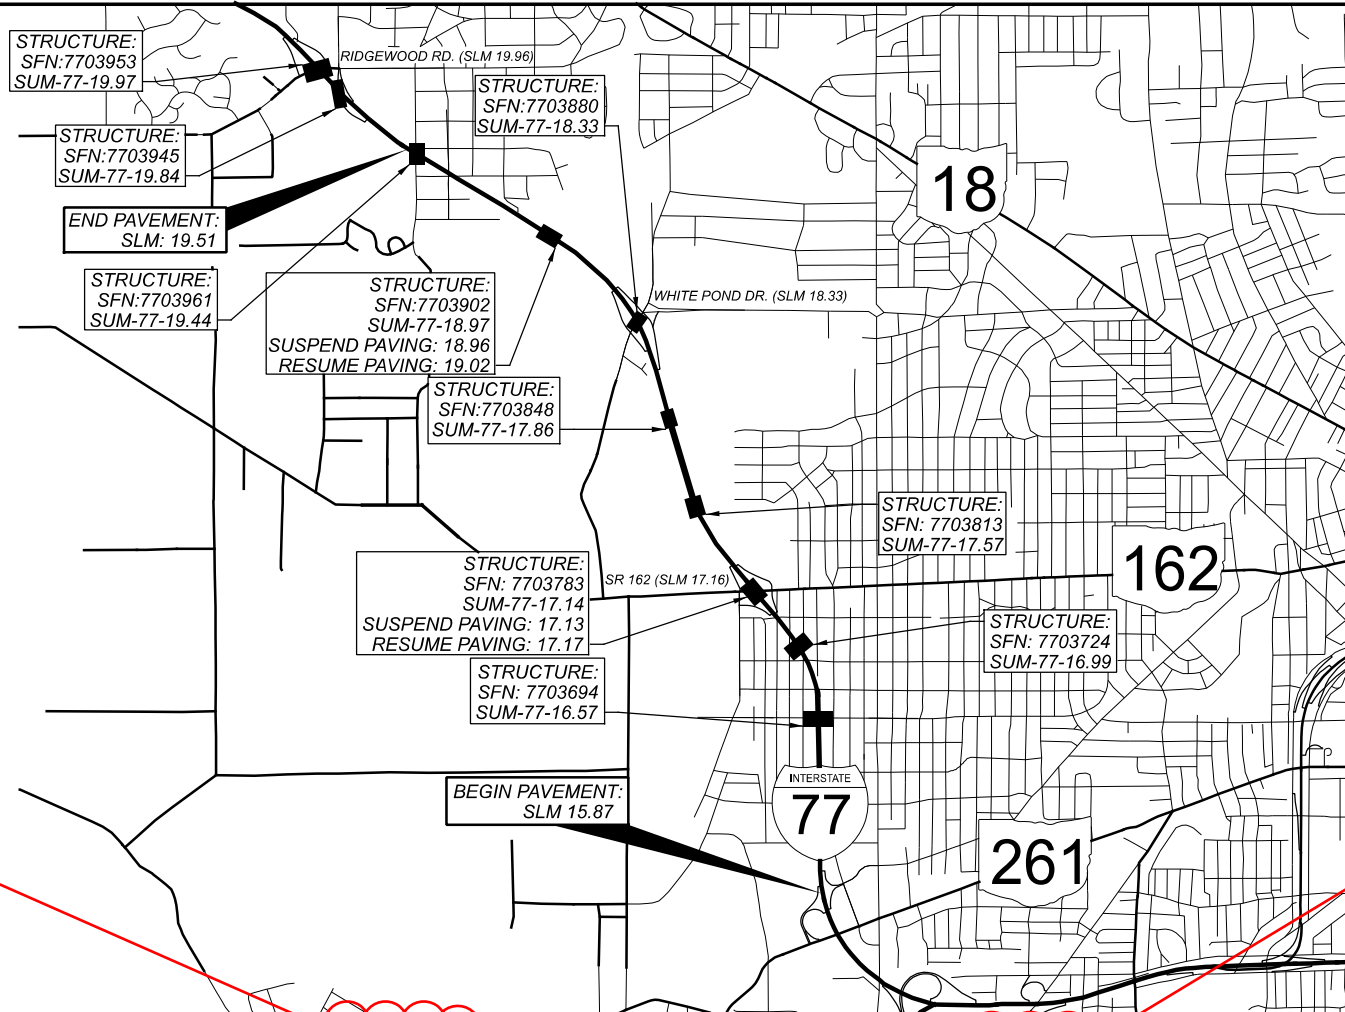 STRUCTURE:
SFN:7703953
SUM-77-19.97
RIDGEWOOD RD. (SLM 19.96)
STRUCTURE:
SFN:7703880
SUM-77-18.33
STRUCTURE:
SFN:7703945
SUM-77-19.84
18
END PAVEMENT:
SLM: 19.51
STRUCTURE:
SFN:7703961
SUM-77-19.44
STRUCTURE:
SFN:7703902
SUM-77-18.97
SUSPEND PAVING: 18.96
RESUME PAVING: 19.02
WHITE POND DR. (SLM 18.33)
STRUCTURE:
SFN:7703848
SUM-77-17.86
STRUCTURE:
SFN: 7703813
SUM-77-17.57
162
STRUCTURE:
SFN: 7703783
SUM-77-17.14
SUSPEND PAVING: 17.13
RESUME PAVING: 17.17
SR 162 (SLM 17.16)
STRUCTURE:
SFN: 7703724
SUM-77-16.99
STRUCTURE:
SFN: 7703694
SUM-77-16.57
BEGIN PAVEMENT:
SLM 15.87
INTERSTATE
77
261